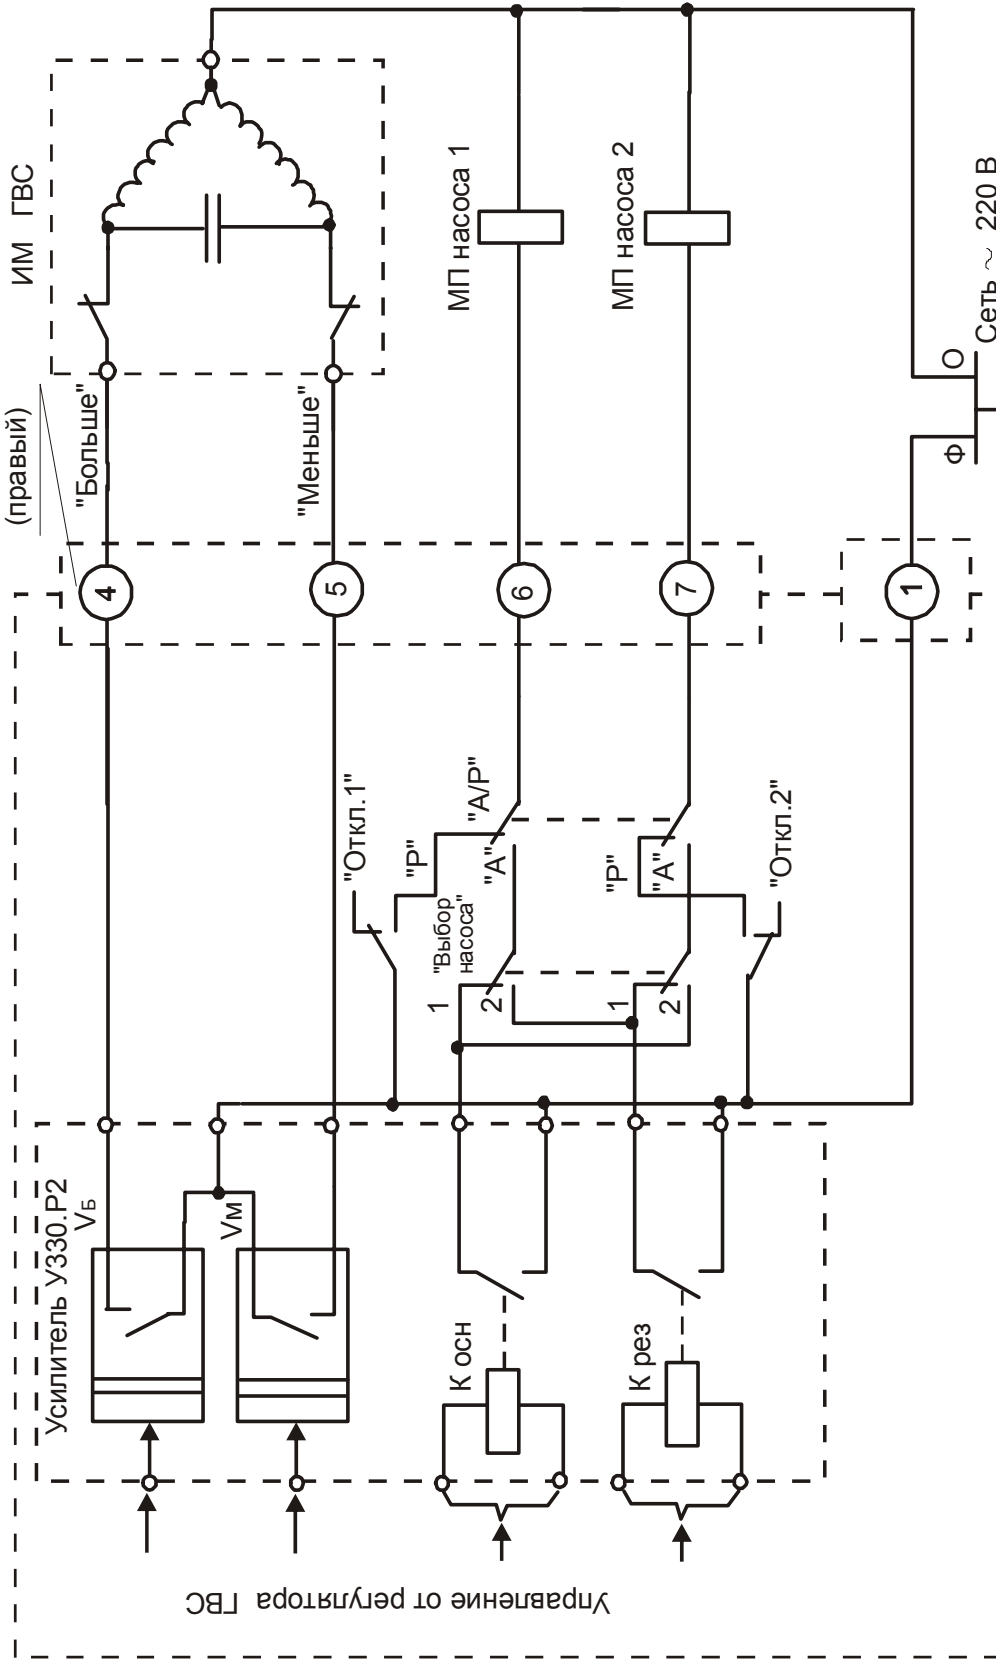 ИМ ГВС
(правый)
"Больше"
"Меньше"
МП насоса 1
МП насоса 2
Сеть ~ 220 В
О
Ф
4
5
6
7
1
"Откл.1"
"Р"
"А/Р"
"А"
"Выбор
насоса"
1
2
"Р"
"А"
1
2
"Откл.2"
Усилитель У330.Р2
VБ
VМ
К осн
К рез
Управление от регулятора ГВС